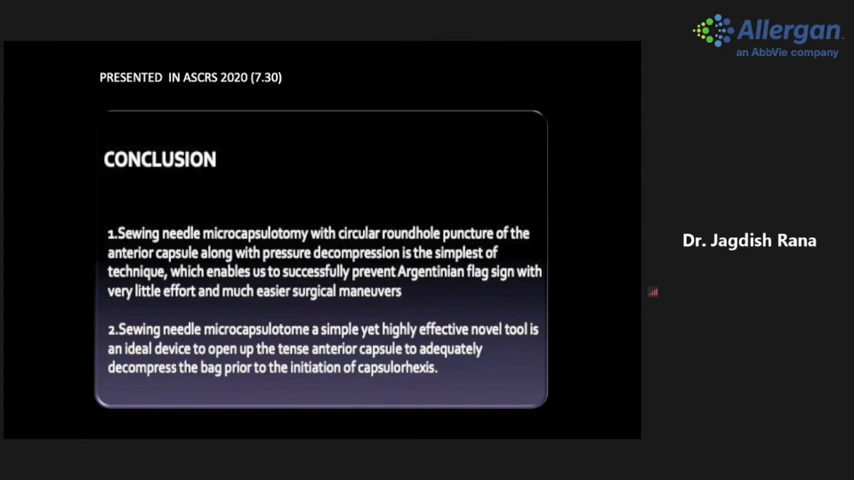 Allergan
an AbbVie company
PRESENTED IN ASCRS 2020 (7.30)
CONCLUSION
1.Sewing needle microcapsulotomy with circular roundhole puncture of the
anterior capsule along with pressure decompression is the simplest of
technique, which enables us to successfully prevent Argentinian flag sign with
very little effort and much easier surgical maneuvers
2.Sewing needle microcapsulotome a simple yet highly effective novel tool is
an ideal device to open up the tense anterior capsule to adequately
decompress the bag prior to the initiation of capsulorhexis.
Dr. Jagdish Rana